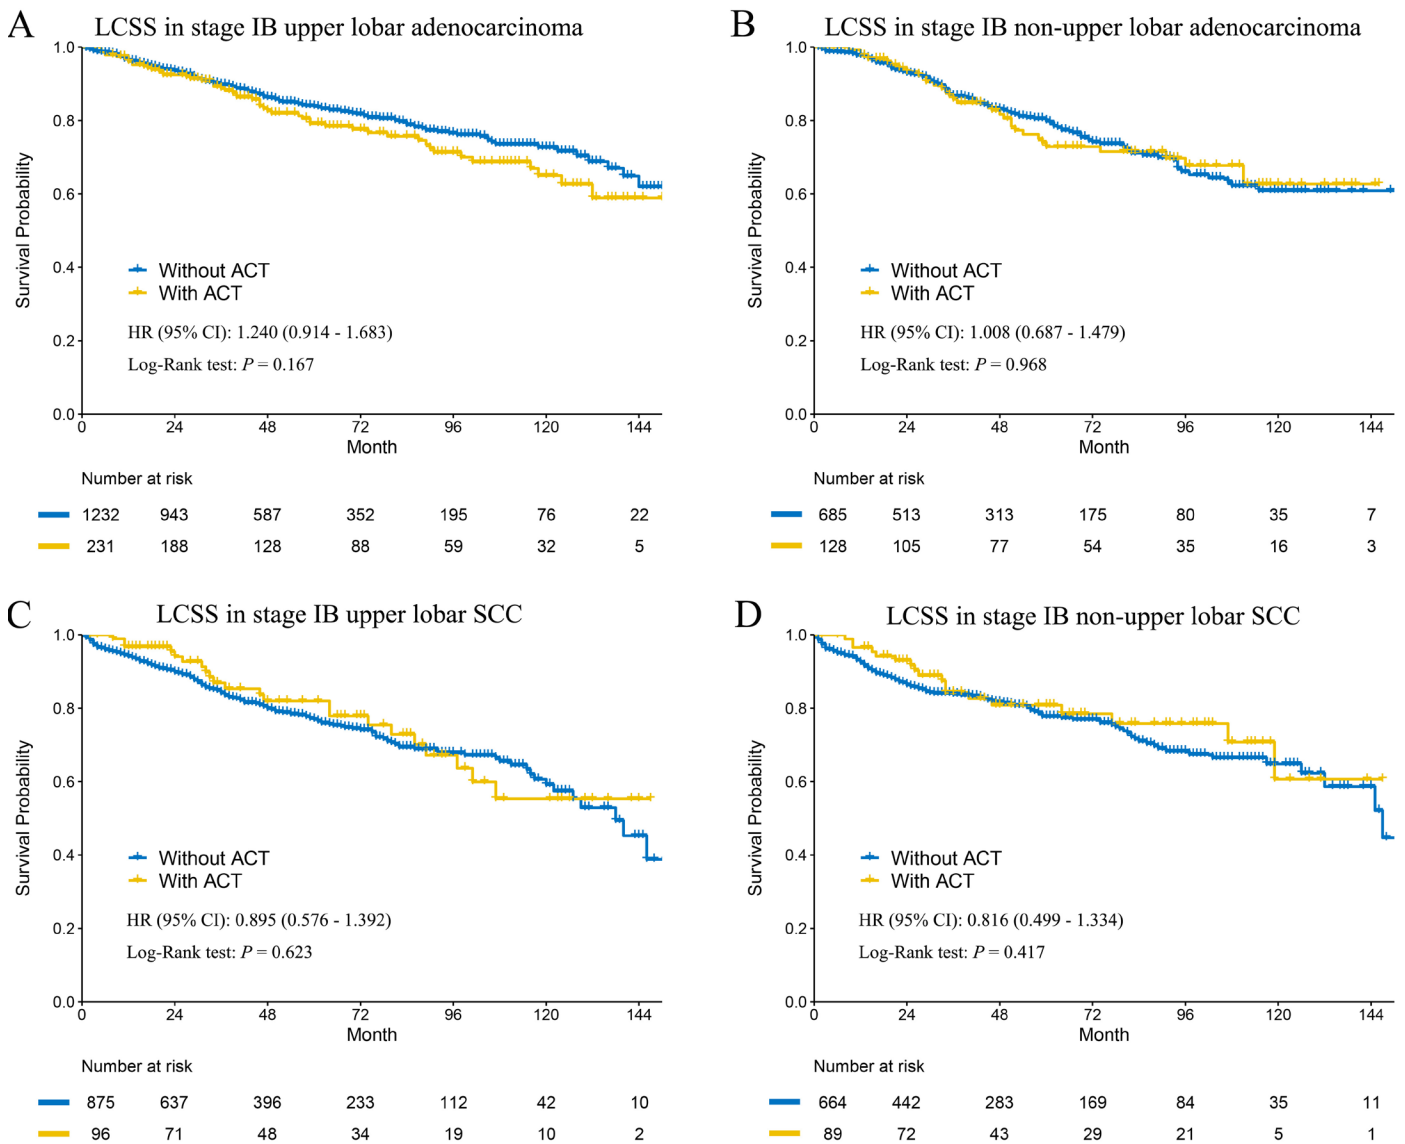 A
LCSS in stage IB upper lobar adenocarcinoma
1.0
0.8
0.6
0.4
0.2
0.0
Survival Probability
Without ACT
With ACT
HR (95% CI): 1.240 (0.914 - 1.683)
Log-Rank test: P = 0.167
0 24 48 72 96 120 144
Month
Number at risk
1232 943 587 352 195 76 22
231 188 128 88 59 32 5
B
LCSS in stage IB non-upper lobar adenocarcinoma
1.0
0.8
0.6
0.4
0.2
0.0
Survival Probability
Without ACT
With ACT
HR (95% CI): 1.008 (0.687 - 1.479)
Log-Rank test: P = 0.968
0 24 48 72 96 120 144
Month
Number at risk
685 513 313 175 80 35 7
128 105 77 54 35 16 3
C
LCSS in stage IB upper lobar SCC
1.0
0.8
0.6
0.4
0.2
0.0
Survival Probability
Without ACT
With ACT
HR (95% CI): 0.895 (0.576 - 1.392)
Log-Rank test: P = 0.623
0 24 48 72 96 120 144
Month
Number at risk
875 637 396 233 112 42 10
96 71 48 34 19 10 2
D
LCSS in stage IB non-upper lobar SCC
1.0
0.8
0.6
0.4
0.2
0.0
Survival Probability
Without ACT
With ACT
HR (95% CI): 0.816 (0.499 - 1.334)
Log-Rank test: P = 0.417
0 24 48 72 96 120 144
Month
Number at risk
664 442 283 169 84 35 11
89 72 43 29 21 5 1